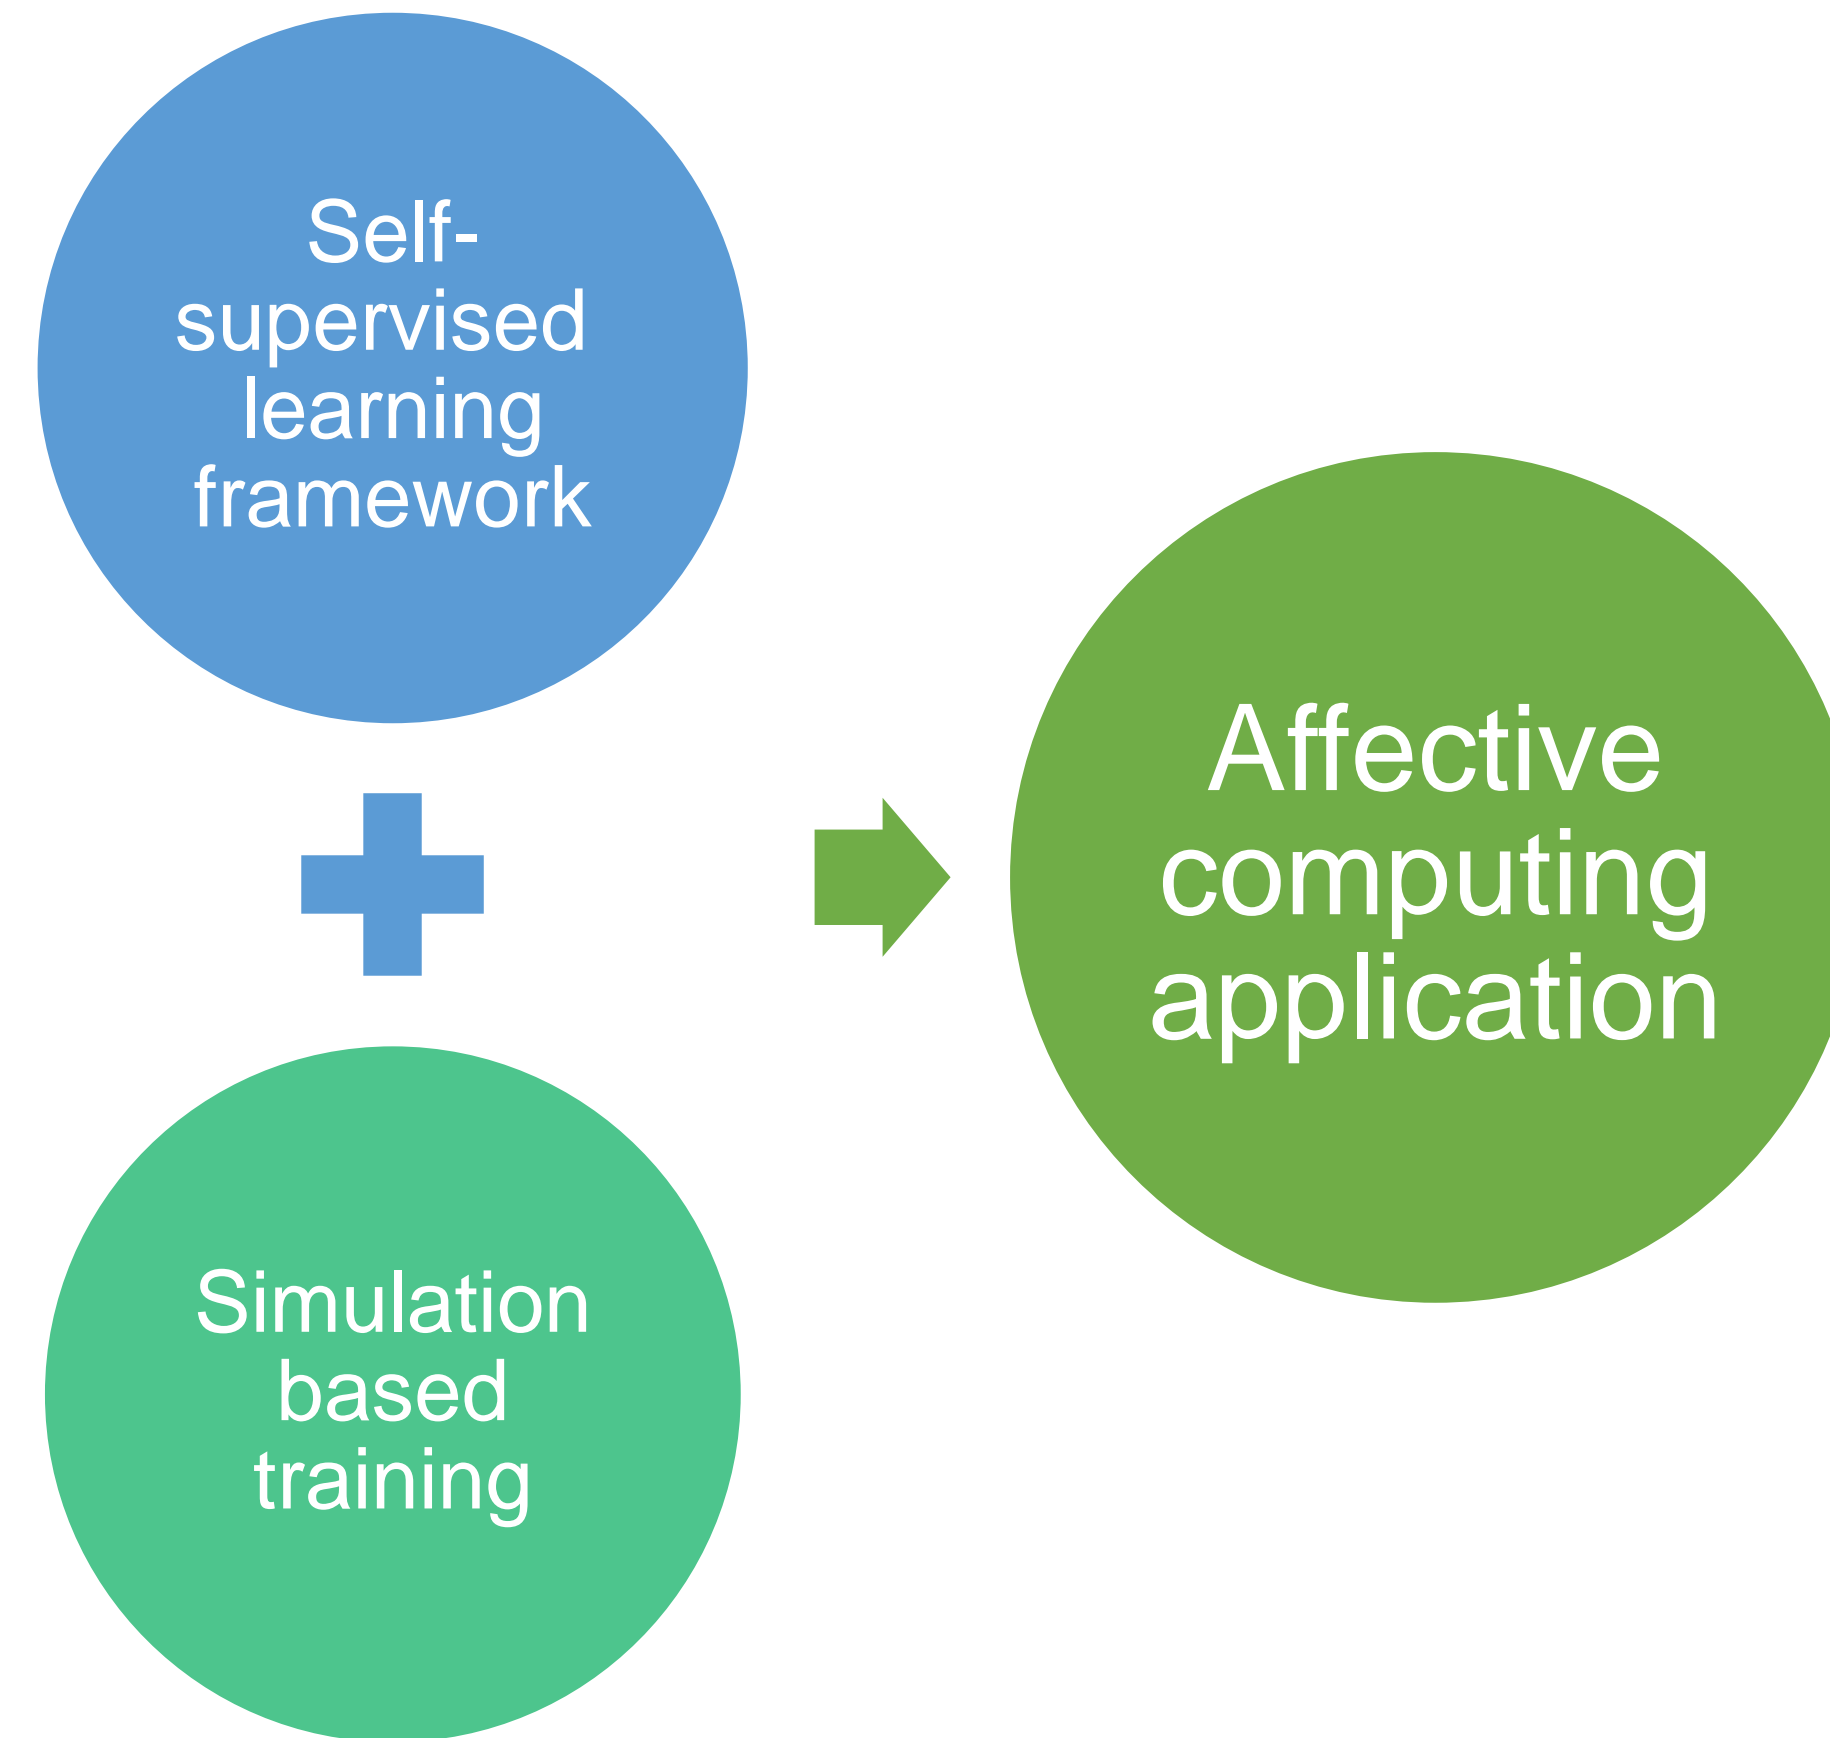 Self-
supervised
learning
framework
Simulation
based
training
Affective
computing
application